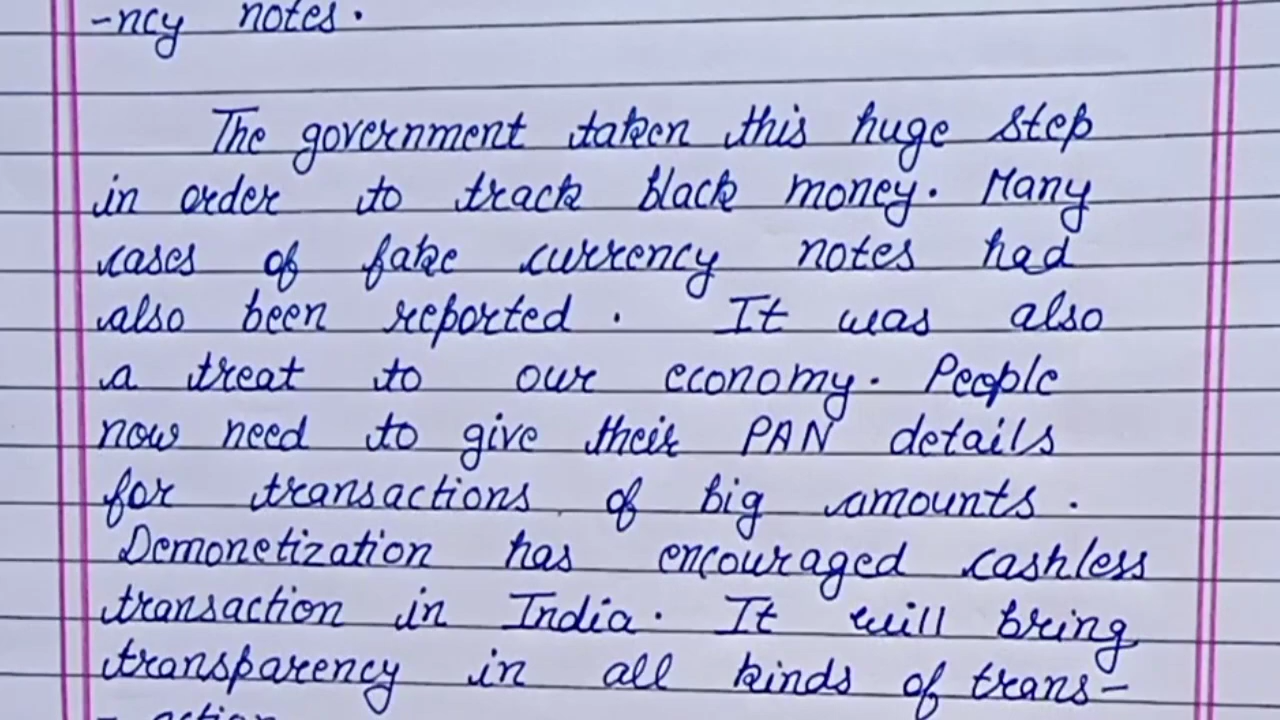 -ncy notes.
The government taken this huge step
in order to track black money. Many
cases of fake currency notes had
also been reported. It was also
a treat to our economy. People
now need to give their PAN details
for transactions of big amounts.
Demonetization has encouraged cashless
transaction in India. It will bring
transparency in all kinds of trans-
- action